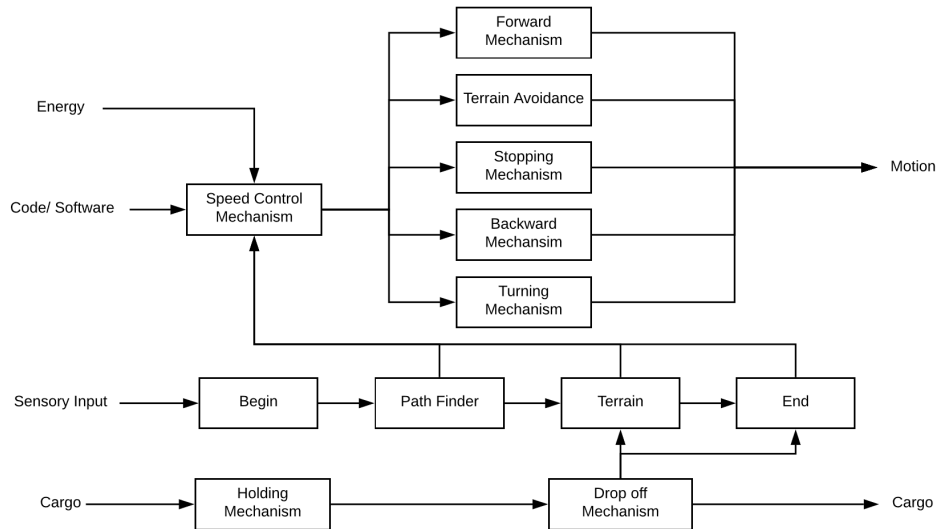 Forward
Mechanism
Energy
Terrain Avoidance
Stopping
Mechanism
Motion
Code/ Software
Speed Control
Mechanism
Backward
Mechansim
Turning
Mechanism
Sensory Input
Begin
Path Finder
Terrain
End
Cargo
Holding
Mechanism
Drop off
Mechanism
Cargo